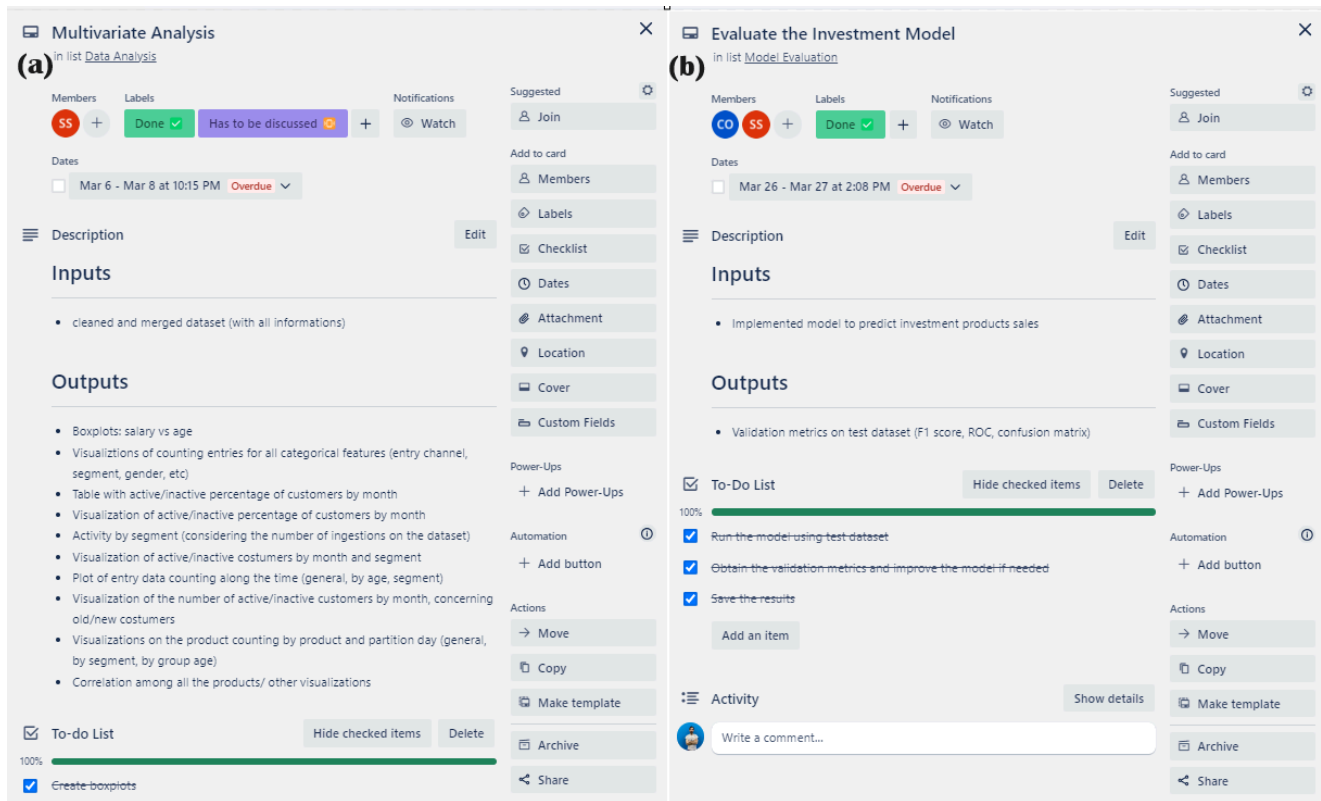 Multivariate Analysis
in list Data Analysis
(a)
Members
Labels
Notifications
SS
Done
Has to be discussed
Watch
Dates
Mar 6 - Mar 8 at 10:15 PM Overdue
Description
Edit
Inputs
• cleaned and merged dataset (with all informations)
Outputs
• Boxplots: salary vs age
• Visualiztions of counting entries for all categorical features (entry channel,
segment, gender, etc)
• Table with active/inactive percentage of customers by month
• Visualization of active/inactive percentage of customers by month
• Activity by segment (considering the number of ingestions on the dataset)
• Visualization of active/inactive costumers by month and segment
• Plot of entry data counting along the time (general, by age, segment)
• Visualization of the number of active/inactive customers by month, concerning
old/new costumers
• Visualizations on the product counting by product and partition day (general,
by segment, by group age)
• Correlation among all the products/ other visualizations
To-do List
Hide checked items
Delete
100%
Create boxplots
Suggested
Join
Add to card
Members
Labels
Checklist
Dates
Attachment
Location
Cover
Custom Fields
Power-Ups
+ Add Power-Ups
Automation
+ Add button
Actions
Move
Copy
Make template
Archive
Share
Evaluate the Investment Model
in list Model Evaluation
(b)
Members
Labels
Notifications
CO
SS
Done
Watch
Dates
Mar 26 - Mar 27 at 2:08 PM Overdue
Description
Edit
Inputs
• Implemented model to predict investment products sales
Outputs
• Validation metrics on test dataset (F1 score, ROC, confusion matrix)
To-Do List
Hide checked items
Delete
100%
Run the model using test dataset
Obtain the validation metrics and improve the model if needed
Save the results
Add an item
Activity
Show details
Write a comment...
Suggested
Join
Add to card
Members
Labels
Checklist
Dates
Attachment
Location
Cover
Custom Fields
Power-Ups
+ Add Power-Ups
Automation
+ Add button
Actions
Move
Copy
Make template
Archive
Share